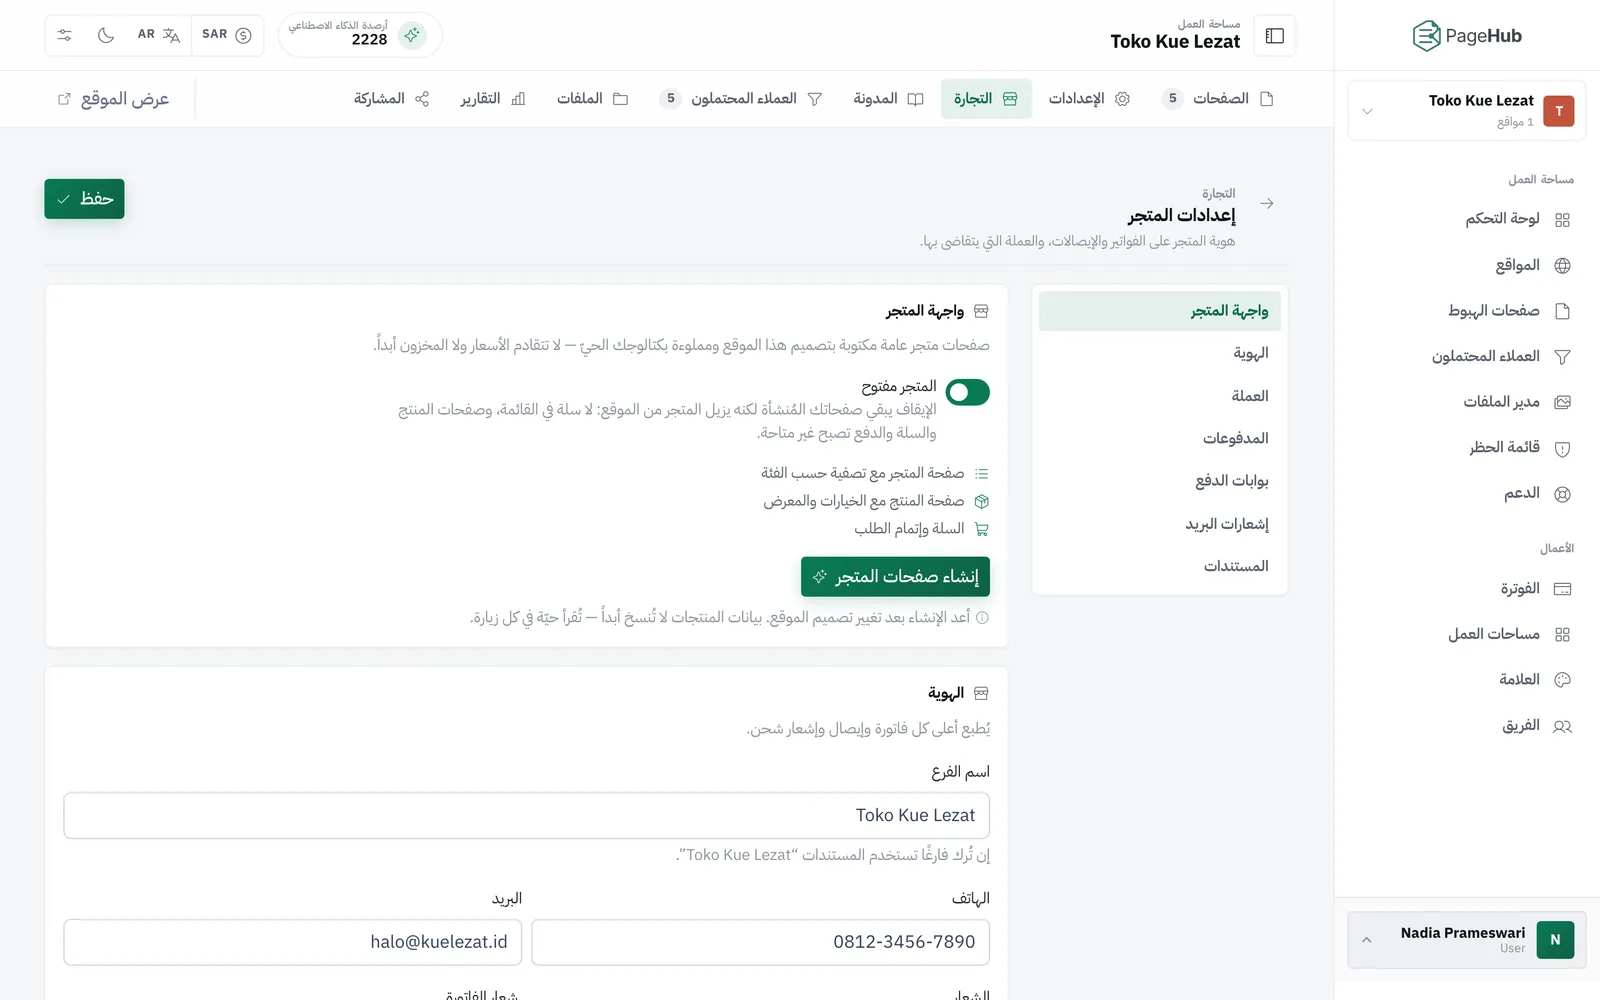 PageHub
Toko Kue Lezat
1 مواقع
T
مساحة العمل
لوحة التحكم
المواقع
صفحات الهبوط
العملاء المحتملون
مدير الملفات
قائمة الحظر
الدعم
الأعمال
الفوترة
مساحات العمل
العلامة
الفريق
Nadia Prameswari
User
N
مساحة العمل
Toko Kue Lezat
أرصدة الذكاء الاصطناعي
2228
SAR
AR
الصفحات 5
الإعدادات
التجارة
المدونة
العملاء المحتملون 5
الملفات
التقارير
المشاركة
عرض الموقع
التجارة
إعدادات المتجر
هوية المتجر على الفواتير والإيصالات، والعملة التي يتقاضى بها.
حفظ
واجهة المتجر
الهوية
العملة
المدفوعات
بوابات الدفع
إشعارات البريد
المستندات
واجهة المتجر
صفحات متجر عامة مكتوبة بتصميم هذا الموقع ومملوءة بكتالوجك الحيّ — لا تتقادم الأسعار ولا المخزون أبداً.
المتجر مفتوح
الإيقاف يبقي صفحاتك المُنشأة لكنه يزيل المتجر من الموقع: لا سلة في القائمة، وصفحات المنتج
والسلة والدفع تصبح غير متاحة.
صفحة المتجر مع تصفية حسب الفئة
صفحة المنتج مع الخيارات والمعرض
السلة وإتمام الطلب
إنشاء صفحات المتجر
أعد الإنشاء بعد تغيير تصميم الموقع. بيانات المنتجات لا تُنسخ أبداً — تُقرأ حيّة في كل زيارة.
الهوية
يُطبع أعلى كل فاتورة وإيصال وإشعار شحن.
اسم الفرع
Toko Kue Lezat
إن تُرك فارغًا تستخدم المستندات “Toko Kue Lezat”.
الهاتف
0812-3456-7890
البريد
halo@kuelezat.id
الشعار
شعار الفاتورة